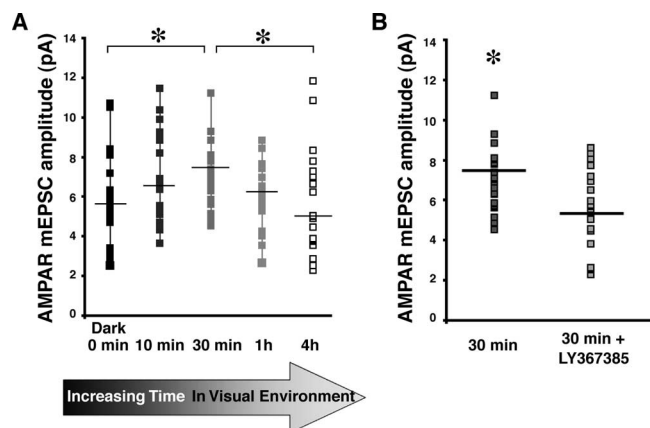 A
B
AMPAR mEPSC amplitude (pA)
14
12
10
8
6
4
2
0
*
*
Dark
0 min 10 min 30 min 1h 4h
Increasing Time In Visual Environment
AMPAR mEPSC amplitude (pA)
14
12
10
8
6
4
2
0
*
30 min 30 min +
LY367385